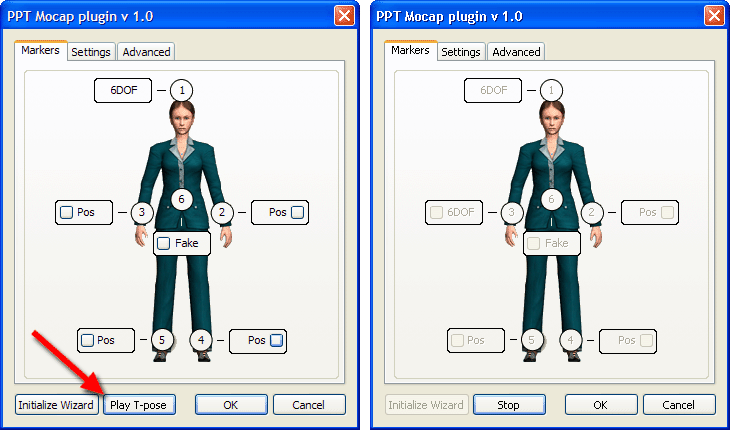 PPT Mocap plugin v 1.0
Markers Settings Advanced
6DOF 1
6
Pos 3 2 Pos
Fake
Pos 5 4 Pos
Initialize Wizard Play T-pose OK Cancel
PPT Mocap plugin v 1.0
Markers Settings Advanced
6DOF 1
6
6DOF 3 2 Pos
Fake
Pos 5 4 Pos
Initialize Wizard Stop OK Cancel